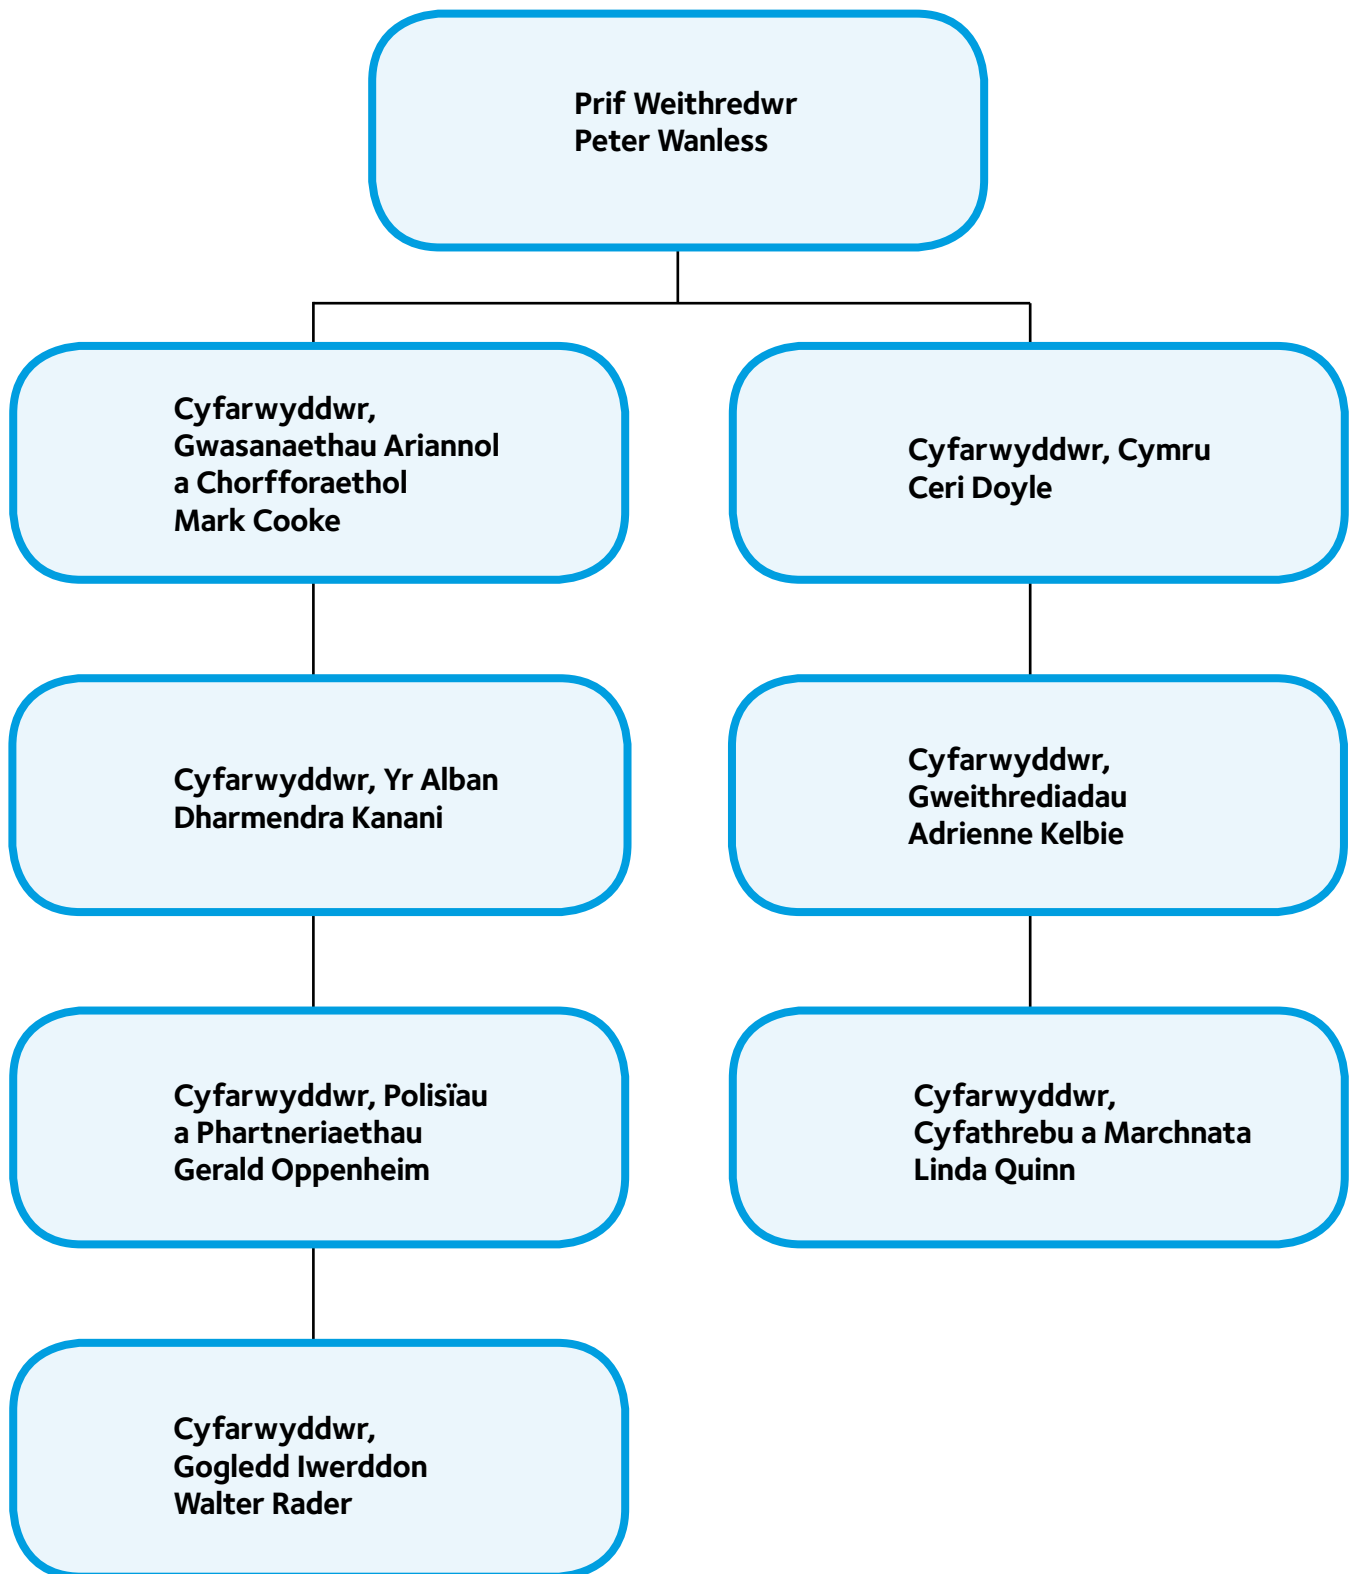 Prif Weithredwr
Peter Wanless
Cyfarwyddwr,
Gwasanaethau Ariannol
a Chorfforaethol
Mark Cooke
Cyfarwyddwr, Cymru
Ceri Doyle
Cyfarwyddwr, Yr Alban
Dharmendra Kanani
Cyfarwyddwr,
Gweithrediadau
Adrienne Kelbie
Cyfarwyddwr, Polisïau
a Phartneriaethau
Gerald Oppenheim
Cyfarwyddwr,
Cyfathrebu a Marchnata
Linda Quinn
Cyfarwyddwr,
Gogledd Iwerddon
Walter Rader